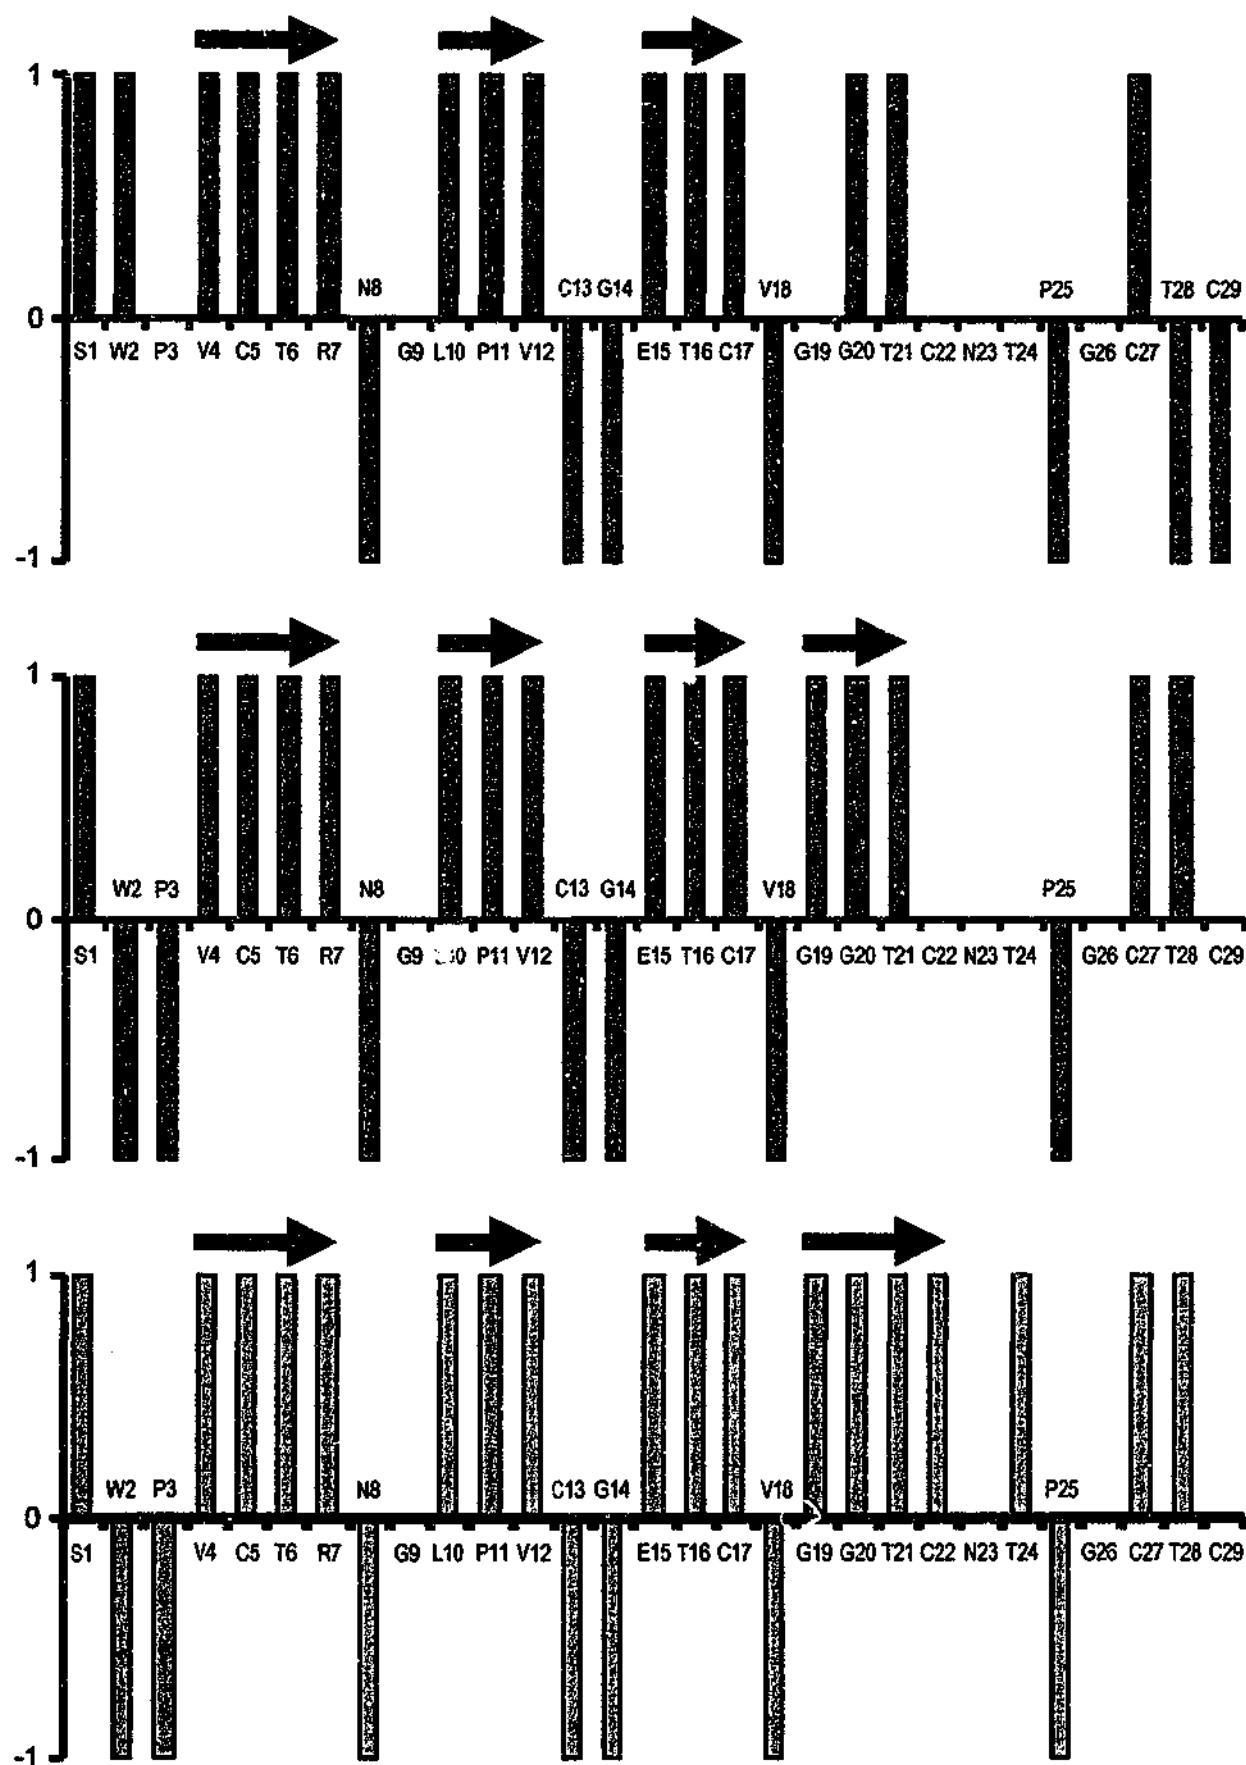 1
N8 C13 G14 V18 P25 T28 C29
0
S1 W2 P3 V4 C5 T6 R7 G9 L10 P11 V12 E15 T16 C17 G19 G20 T21 C22 N23 T24 G26 C27
-1
1
W2 P3 N8 C13 G14 V18 P25
0
S1 V4 C5 T6 R7 G9 P11 V12 E15 T16 C17 G19 G20 T21 C22 N23 T24 G26 C27 T28 C29
-1
1
W2 P3 N8 C13 G14 V18 P25
0
S1 V4 C5 T6 R7 G9 L10 P11 V12 E15 T16 C17 G19 G20 T21 C22 N23 T24 G26 C27 T28 C29
-1